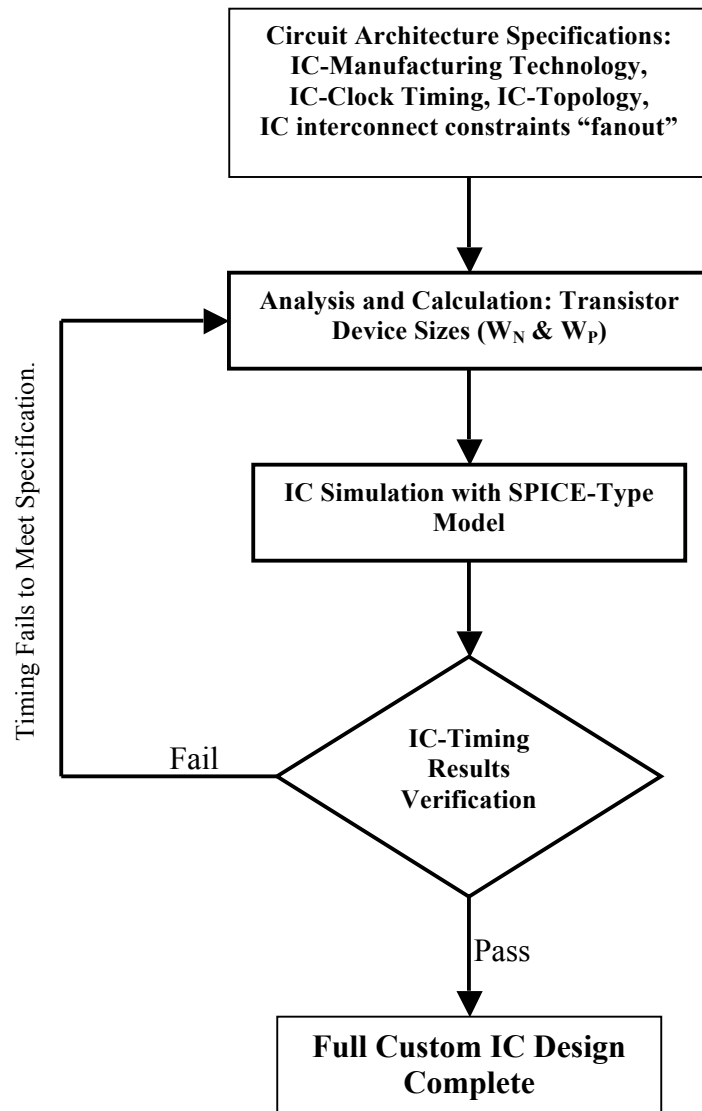 Circuit Architecture Specifications:
IC-Manufacturing Technology,
IC-Clock Timing, IC-Topology,
IC interconnect constraints “fanout”
Analysis and Calculation: Transistor
Device Sizes (W_N & W_P)
IC Simulation with SPICE-Type
Model
Timing Fails to Meet Specification.
IC-Timing
Results
Verification
Fail
Pass
Full Custom IC Design
Complete